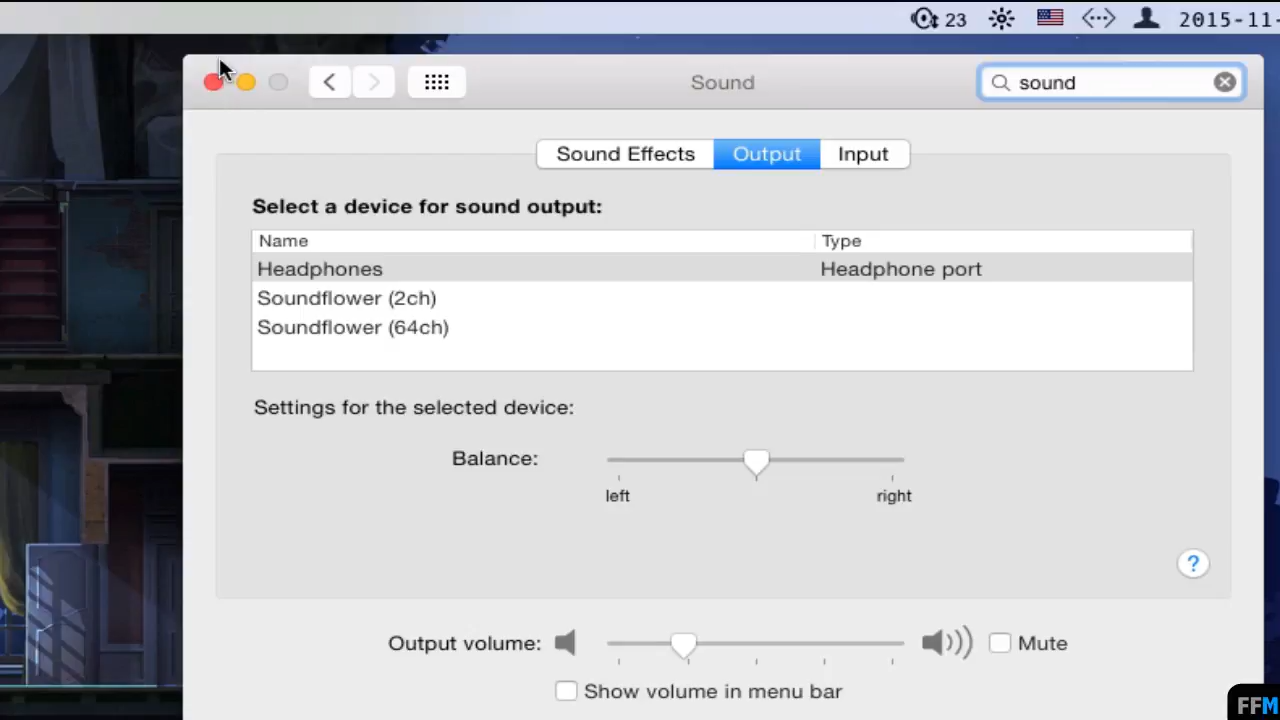 23 2015-11-
Sound
sound
Sound Effects Output Input
Select a device for sound output:
Name Type
Headphones Headphone port
Soundflower (2ch)
Soundflower (64ch)
Settings for the selected device:
Balance:
left right
?
Output volume: Mute
Show volume in menu bar
FFM